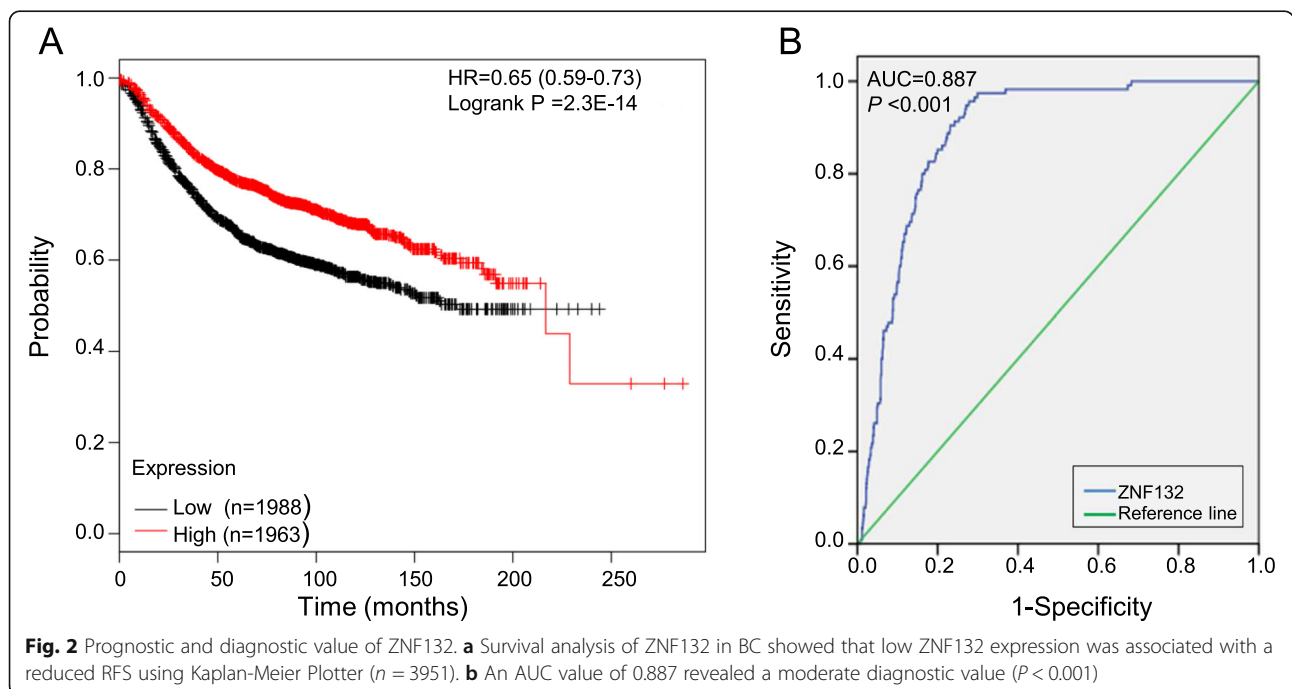 A
HR=0.65 (0.59-0.73)
Logrank P =2.3E-14
1.0
0.8
0.6
0.4
0.2
0.0
Probability
Expression
Low (n=1988)
High (n=1963)
0 50 100 150 200 250
Time (months)
B
AUC=0.887
P <0.001
1.0
0.8
0.6
0.4
0.2
0.0
Sensitivity
ZNF132
Reference line
0.0 0.2 0.4 0.6 0.8 1.0
1-Specificity
Fig. 2 Prognostic and diagnostic value of ZNF132. a Survival analysis of ZNF132 in BC showed that low ZNF132 expression was associated with a
reduced RFS using Kaplan-Meier Plotter (n = 3951). b An AUC value of 0.887 revealed a moderate diagnostic value (P < 0.001)